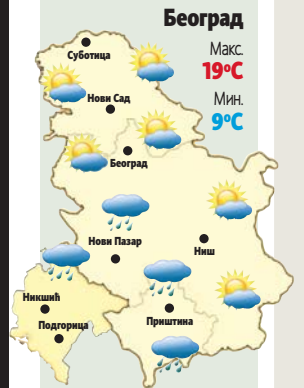 Београд
Макс.
19°C
Мин.
9°C
Суботица
Нови Сад
Београд
Нови Пазар
Ниш
Никшић
Подгорица
Приштина